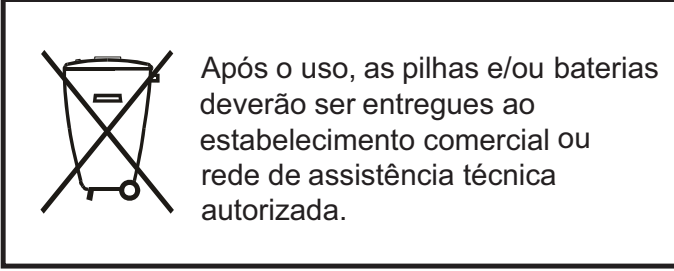 Após o uso, as pilhas e/ou baterias
deverão ser entregues ao
estabelecimento comercial ou
rede de assistência técnica
autorizada.